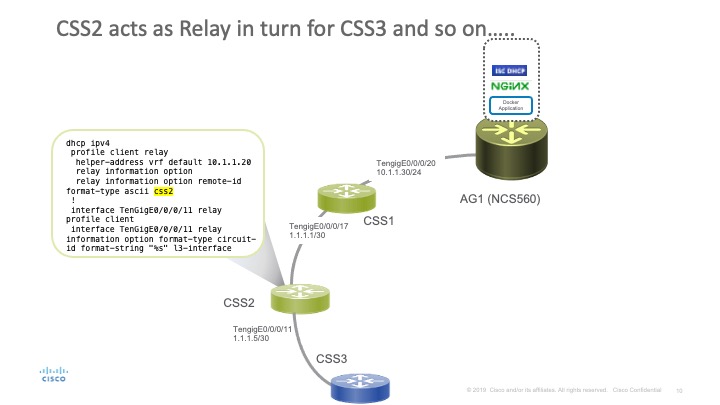 CSS2 acts as Relay in turn for CSS3 and so on…..
ISC DHCP
NGiNX
Docker
Application
dhcp ipv4
profile client relay
helper-address vrf default 10.1.1.20
relay information option
relay information option remote-id
format-type ascii css2
!
interface TenGigE0/0/0/11 relay
profile client
interface TenGigE0/0/0/11 relay
information option format-type circuit-
id format-string "%s" l3-interface
TengigE0/0/0/20
10.1.1.30/24
AG1 (NCS560)
CSS1
TengigE0/0/0/17
1.1.1.1/30
CSS2
TengigE0/0/0/11
1.1.1.5/30
CSS3
CISCO
© 2019 Cisco and/or its affiliates. All rights reserved. Cisco Confidential
10